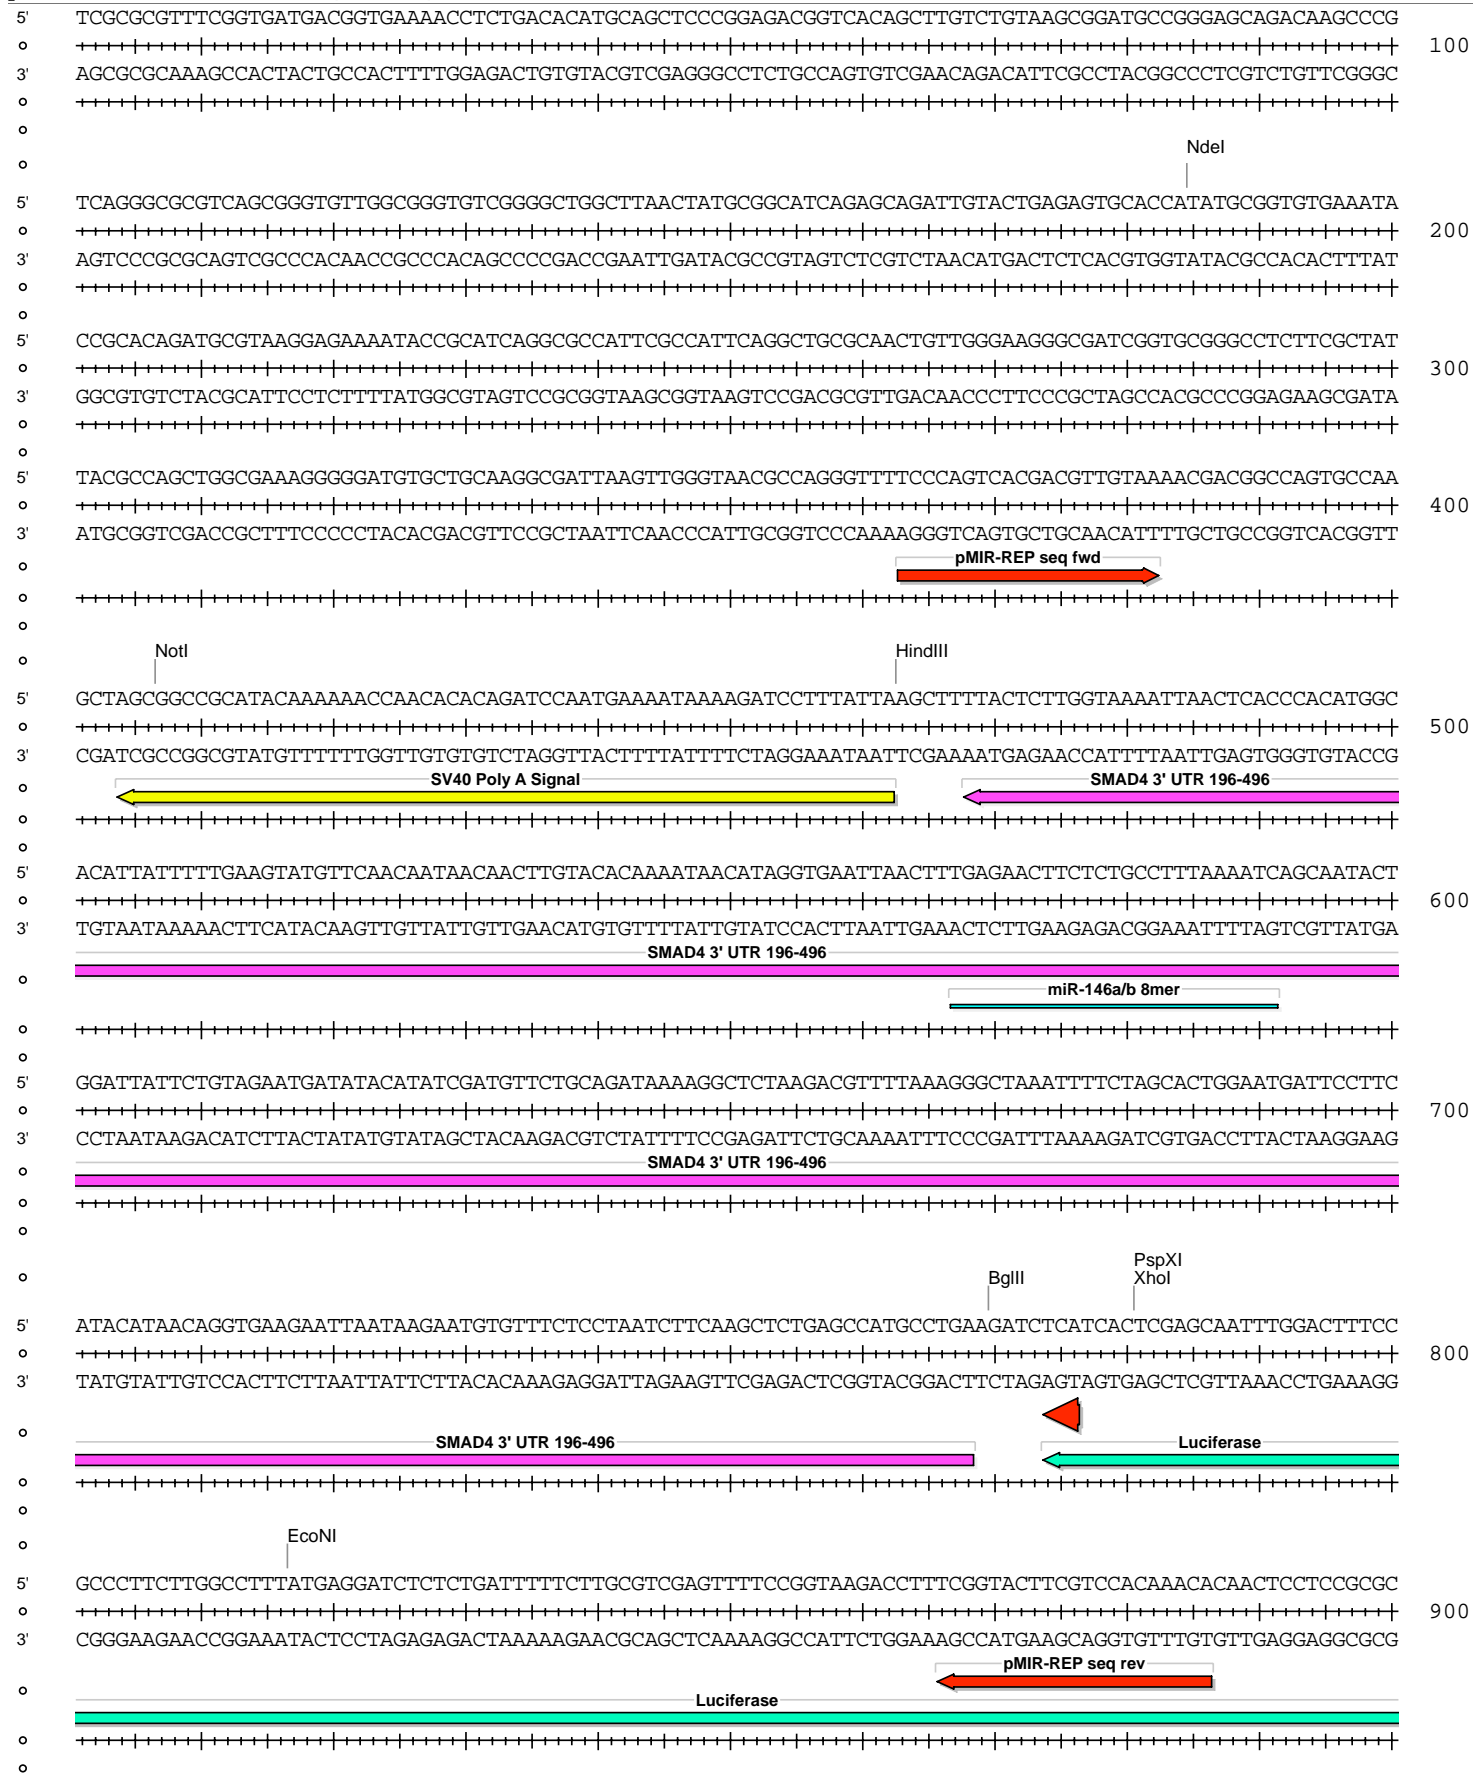 5' TCGCGCGTTTCGGTGATGACGGTGAAAACCTCTGACACATGCAGCTCCCGGAGACGGTCACAGCTTGTCTGTAAGCGGATGCCGGGAGCAGACAAGCCCG
100
3' AGCGCGCAAAGCCACTACTGCCACTTTTGGAGACTGTGTACGTCGAGGGCCTCTGCCAGTGTCGAACAGACATTCGCCTACGGCCCTCGTCTGTTCGGGC
NdeI
5' TCAGGGCGCGTCAGCGGGTGTTGGCGGGTGTCGGGGCTGGCTTAACTATGCGGCATCAGAGCAGATTGTACTGAGAGTGCACCATATGCGGTGTGAAATA
200
3' AGTCCCGCGCAGTCGCCCACAACCGCCCACAGCCCCGACCGAATTGATACGCCGTAGTCTCGTCTAACATGACTCTCACGTGGTATACGCCACACTTTAT
5' CCGCACAGATGCGTAAGGAGAAAATACCGCATCAGGCGCCATTCGCCATTCAGGCTGCGCAACTGTTGGGAAGGGCGATCGGTGCGGGCCTCTTCGCTAT
300
3' GGCGTGTCTACGCATTCCTCTTTTATGGCGTAGTCCGCGGTAAGCGGTAAGTCCGACGCGTTGACAACCCTTCCCGCTAGCCACGCCCGGAGAAGCGATA
5' TACGCCAGCTGGCGAAAGGGGGATGTGCTGCAAGGCGATTAAGTTGGGTAACGCCAGGGTTTTCCCAGTCACGACGTTGTAAAACGACGGCCAGTGCCAA
400
3' ATGCGGTCGACCGCTTTCCCCCTACACGACGTTCCGCTAATTCAACCCATTGCGGTCCCAAAAGGGTCAGTGCTGCAACATTTTGCTGCCGGTCACGGTT
pMIR-REP seq fwd
NotI HindIII
5' GCTAGCGGCCGCATACAAAAAACCAACACACAGATCCAATGAAAATAAAAGATCCTTTATTAAGCTTTTACTCTTGGTAAAATTAACTCACCCACATGGC
500
3' CGATCGCCGGCGTATGTTTTTTGGTTGTGTGTCTAGGTTACTTTTATTTTCTAGGAAATAATTCGAAAATGAGAACCATTTTAATTGAGTGGGTGTACCG
SV40 Poly A Signal SMAD4 3' UTR 196-496
5' ACATTATTTTTGAAGTATGTTCAACAATAACAACTTGTACACAAAATAACATAGGTGAATTAACTTTGAGAACTTCTCTGCCTTTAAAATCAGCAATACT
600
3' TGTAATAAAAACTTCATACAAGTTGTTATTGTTGAACATGTGTTTTATTGTATCCACTTAATTGAAACTCTTGAAGAGACGGAAATTTTAGTCGTTATGA
SMAD4 3' UTR 196-496
miR-146a/b 8mer
5' GGATTATTCTGTAGAATGATATACATATCGATGTTCTGCAGATAAAAGGCTCTAAGACGTTTTAAAGGGCTAAATTTTCTAGCACTGGAATGATTCCTTC
700
3' CCTAATAAGACATCTTACTATATGTATAGCTACAAGACGTCTATTTTCCGAGATTCTGCAAAATTTCCCGATTTAAAAGATCGTGACCTTACTAAGGAAG
SMAD4 3' UTR 196-496
PspXI
BglII XhoI
5' ATACATAACAGGTGAAGAATTAATAAGAATGTGTTTCTCCTAATCTTCAAGCTCTGAGCCATGCCTGAAGATCTCATCACTCGAGCAATTTGGACTTTCC
800
3' TATGTATTGTCCACTTCTTAATTATTCTTACACAAAGAGGATTAGAAGTTCGAGACTCGGTACGGACTTCTAGAGTAGTGAGCTCGTTAAACCTGAAAGG
SMAD4 3' UTR 196-496 Luciferase
EcoNI
5' GCCCTTCTTGGCCTTTATGAGGATCTCTCTGATTTTTCTTGCGTCGAGTTTTCCGGTAAGACCTTTCGGTACTTCGTCCACAAACACAACTCCTCCGCGC
900
3' CGGGAAGAACCGGAAATACTCCTAGAGAGACTAAAAAGAACGCAGCTCAAAAGGCCATTCTGGAAAGCCATGAAGCAGGTGTTTGTGTTGAGGAGGCGCG
pMIR-REP seq rev
Luciferase